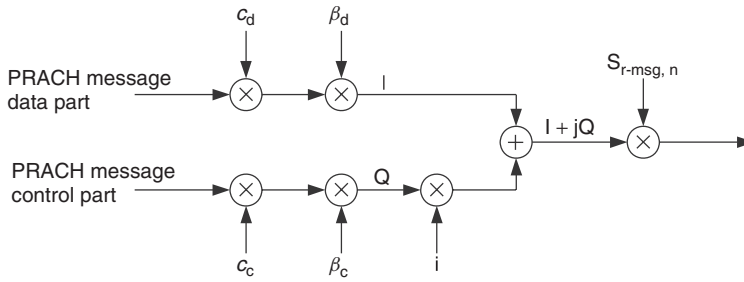 c_d
β_d
PRACH message
data part
I
S_r-msg, n
I + jQ
PRACH message
control part
Q
c_c
β_c
i